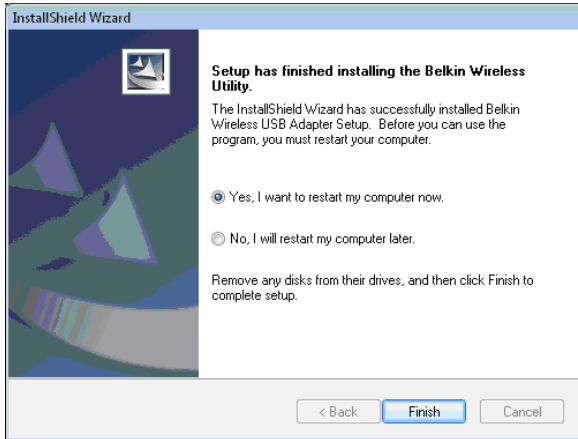 InstallShield Wizard
Setup has finished installing the Belkin Wireless
Utility.
The InstallShield Wizard has successfully installed Belkin
Wireless USB Adapter Setup. Before you can use the
program, you must restart your computer.
Yes, I want to restart my computer now.
No, I will restart my computer later.
Remove any disks from their drives, and then click Finish to
complete setup.
< Back Finish Cancel